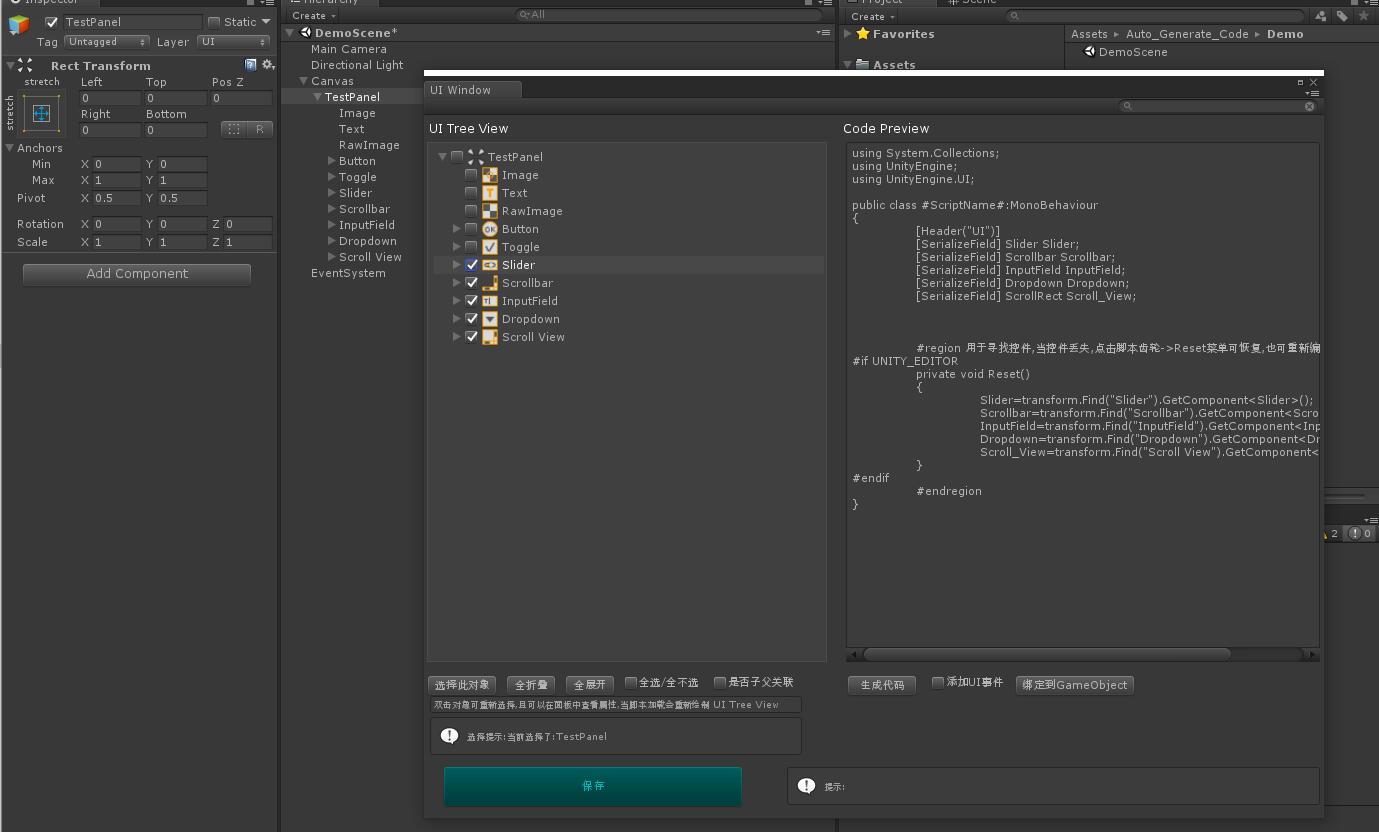 Inspector
TestPanel
Static
Tag
Untagged
Layer
UI
Rect Transform
stretch
Left
Top
Pos Z
stretch
0
0
0
Right
Bottom
0
0
R
Anchors
Min
X 0
Y 0
Max
X 1
Y 1
Pivot
X 0.5
Y 0.5
Rotation
X 0
Y 0
Z 0
Scale
X 1
Y 1
Z 1
Add Component
Hierarchy
Create
All
DemoScene*
Main Camera
Directional Light
Canvas
TestPanel
Image
Text
RawImage
Button
Toggle
Slider
Scrollbar
InputField
Dropdown
Scroll View
EventSystem
Project
Scene
Create
Favorites
Assets
Assets
Auto_Generate_Code
Demo
DemoScene
2
0
UI Window
UI Tree View
TestPanel
Image
Text
RawImage
Button
Toggle
Slider
Scrollbar
InputField
Dropdown
Scroll View
选择此对象
全折叠
全展开
全选/全不选
是否子父关联
双击对象可重新选择,且可以在面板中查看属性,当脚本加载会重新绘制 UI Tree View
选择提示:当前选择了:TestPanel
保存
Code Preview
using System.Collections;
using UnityEngine;
using UnityEngine.UI;
public class #ScriptName#:MonoBehaviour
{
[Header("UI")]
[SerializeField] Slider Slider;
[SerializeField] Scrollbar Scrollbar;
[SerializeField] InputField InputField;
[SerializeField] Dropdown Dropdown;
[SerializeField] ScrollRect Scroll_View;
#region 用于寻找控件,当控件丢失,点击脚本齿轮->Reset菜单可恢复,也可重新编
#if UNITY_EDITOR
private void Reset()
{
Slider=transform.Find("Slider").GetComponent<Slider>();
Scrollbar=transform.Find("Scrollbar").GetComponent<Scro
InputField=transform.Find("InputField").GetComponent<Inp
Dropdown=transform.Find("Dropdown").GetComponent<Dr
Scroll_View=transform.Find("Scroll View").GetComponent<
}
#endif
#endregion
}
生成代码
添加UI事件
绑定到GameObject
提示: